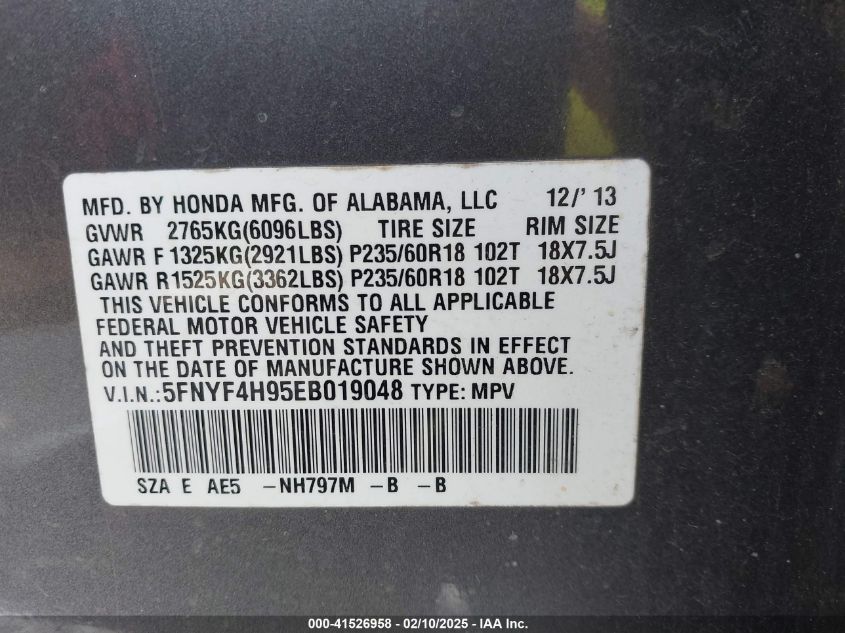 MFD. BY HONDA MFG. OF ALABAMA, LLC 12/' 13
GVWR 2765KG(6096LBS) TIRE SIZE RIM SIZE
GAWR F 1325KG(2921LBS) P235/60R18 102T 18X7.5J
GAWR R1525KG(3362LBS) P235/60R18 102T 18X7.5J
THIS VEHICLE CONFORMS TO ALL APPLICABLE
FEDERAL MOTOR VEHICLE SAFETY
AND THEFT PREVENTION STANDARDS IN EFFECT
ON THE DATE OF MANUFACTURE SHOWN ABOVE.
V.I.N.:5FNYF4H95EB019048 TYPE: MPV
SZA E AE5 -NH797M -B -B
000-41526958 - 02/10/2025 - IAA Inc.